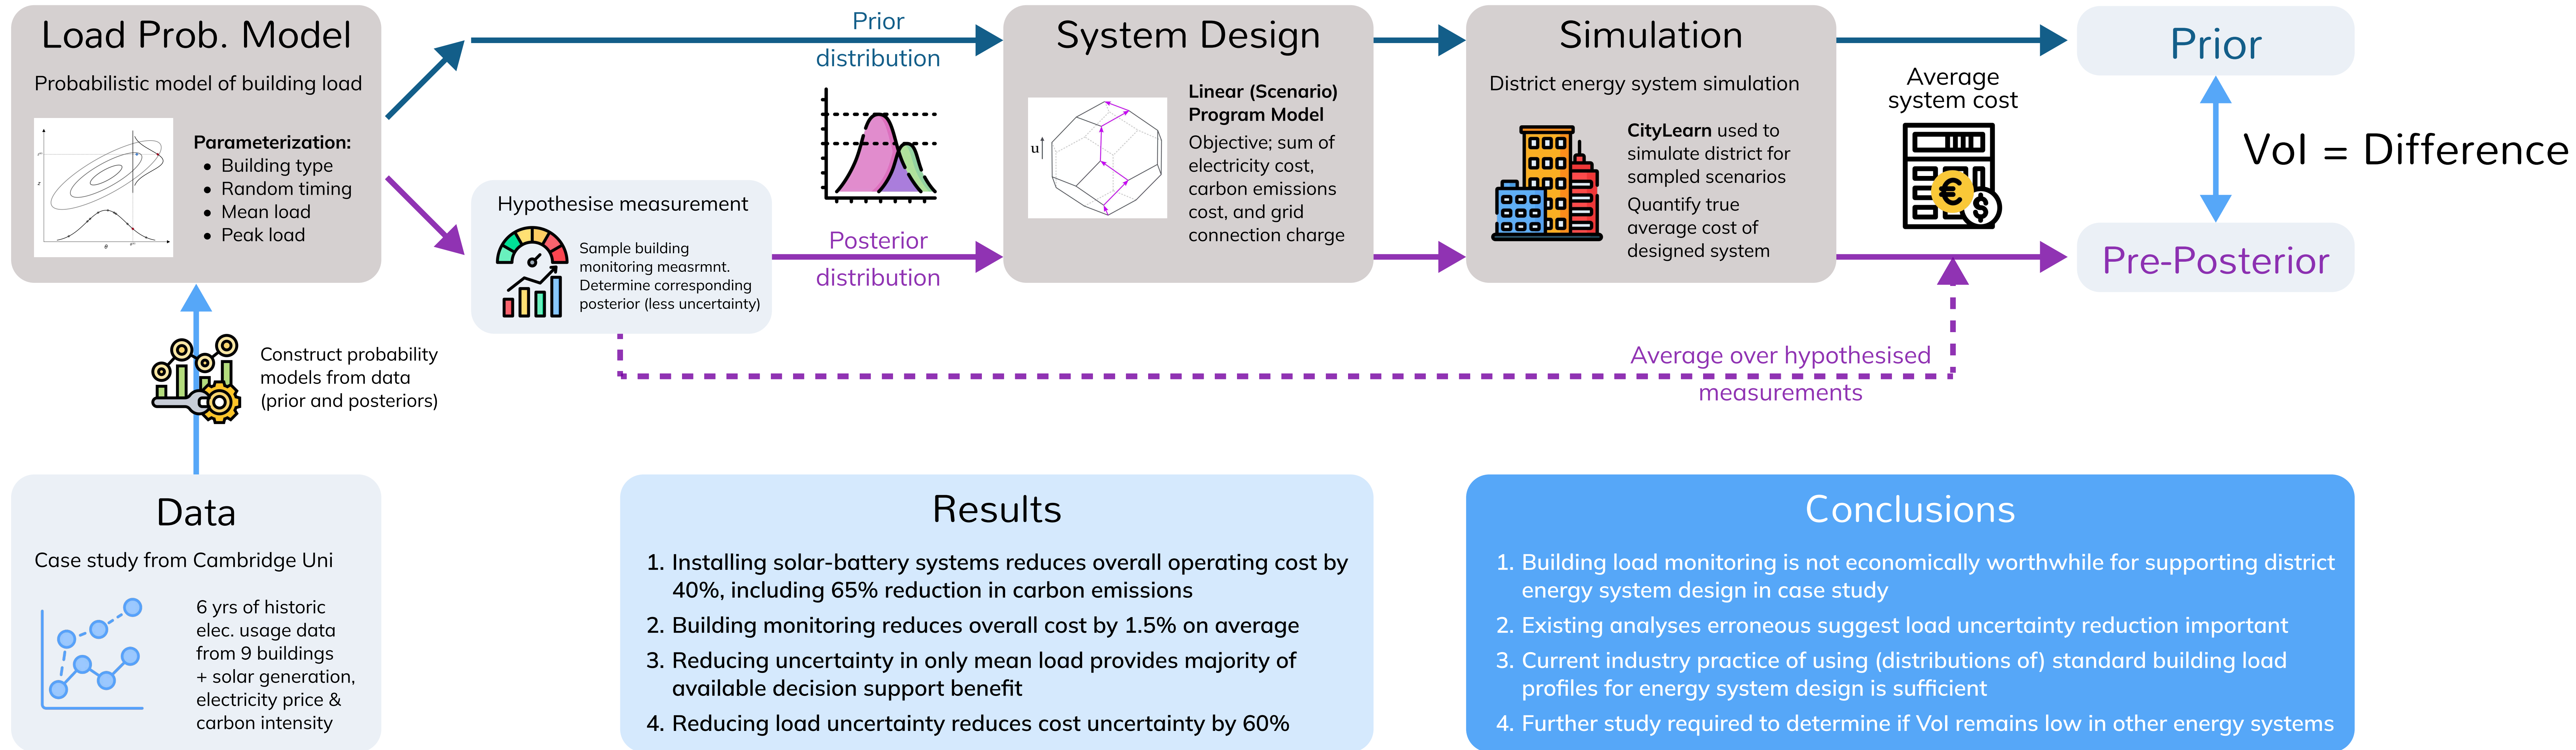 Load Prob. Model
Probabilistic model of building load
Parameterization:
• Building type
• Random timing
• Mean load
• Peak load
Prior
distribution
Hypothesise measurement
Sample building
monitoring measrmnt.
Determine corresponding
posterior (less uncertainty)
Posterior
distribution
System Design
u
Linear (Scenario)
Program Model
Objective; sum of
electricity cost,
carbon emissions
cost, and grid
connection charge
Simulation
District energy system simulation
CityLearn used to
simulate district for
sampled scenarios
Quantify true
average cost of
designed system
Average
system cost
€
$
Prior
VoI = Difference
Pre-Posterior
Average over hypothesised
measurements
Construct probability
models from data
(prior and posteriors)
Data
Case study from Cambridge Uni
6 yrs of historic
elec. usage data
from 9 buildings
+ solar generation,
electricity price &
carbon intensity
Results
1. Installing solar-battery systems reduces overall operating cost by
40%, including 65% reduction in carbon emissions
2. Building monitoring reduces overall cost by 1.5% on average
3. Reducing uncertainty in only mean load provides majority of
available decision support benefit
4. Reducing load uncertainty reduces cost uncertainty by 60%
Conclusions
1. Building load monitoring is not economically worthwhile for supporting district
energy system design in case study
2. Existing analyses erroneous suggest load uncertainty reduction important
3. Current industry practice of using (distributions of) standard building load
profiles for energy system design is sufficient
4. Further study required to determine if VoI remains low in other energy systems